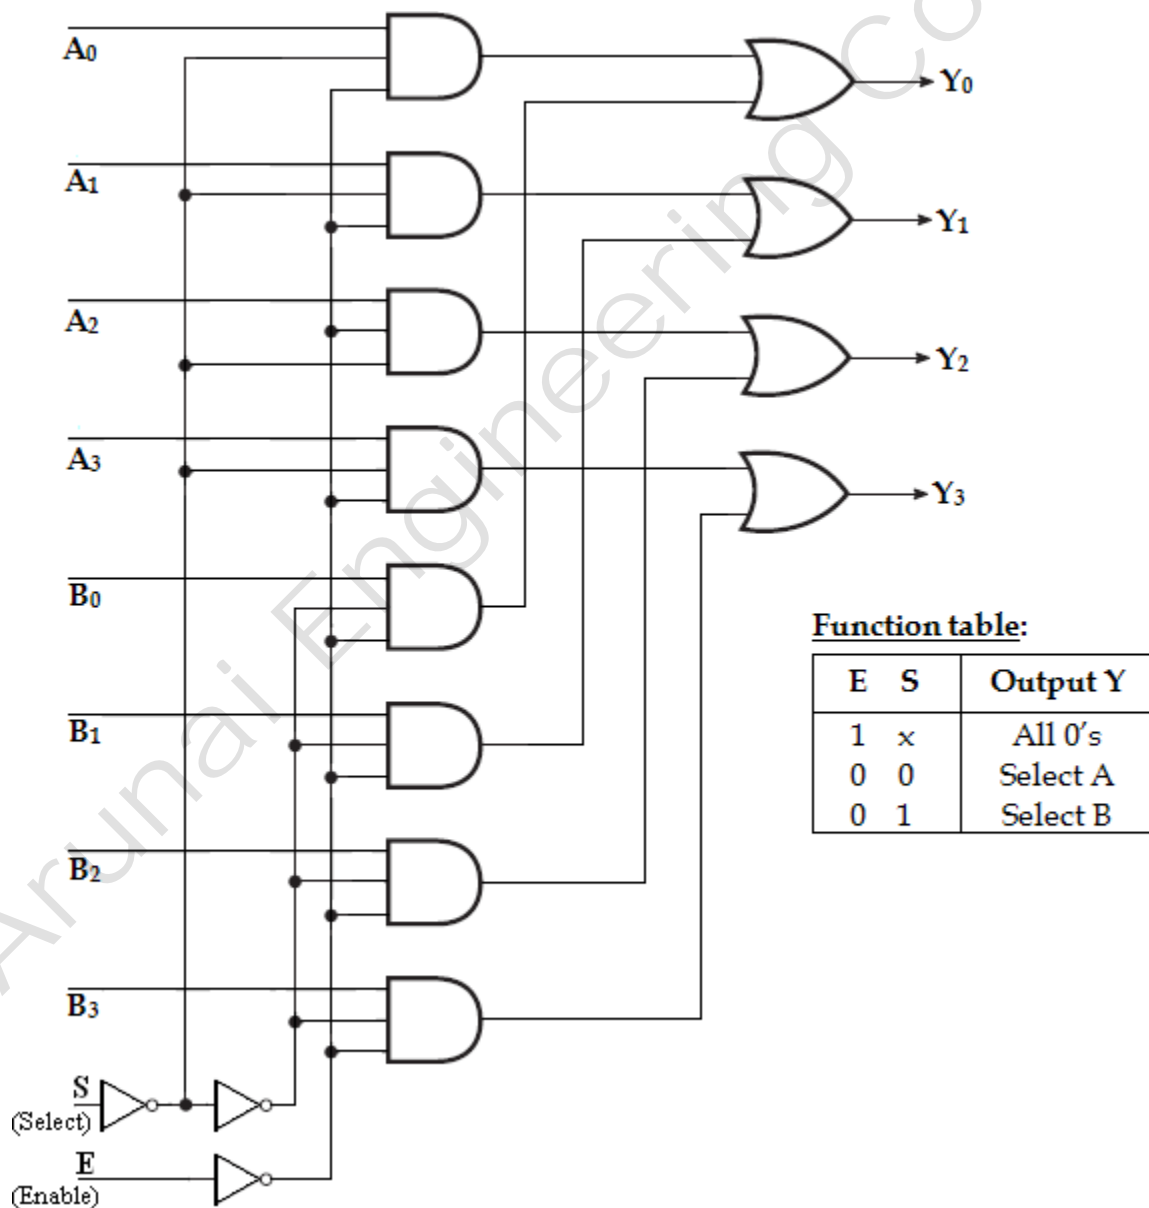 A0
Y0
A1
Y1
A2
Y2
A3
Y3
B0
Function table:
E S Output Y
1 x All 0's
0 0 Select A
0 1 Select B
B1
B2
B3
S
(Select)
E
(Enable)
Arunai Engineering Co